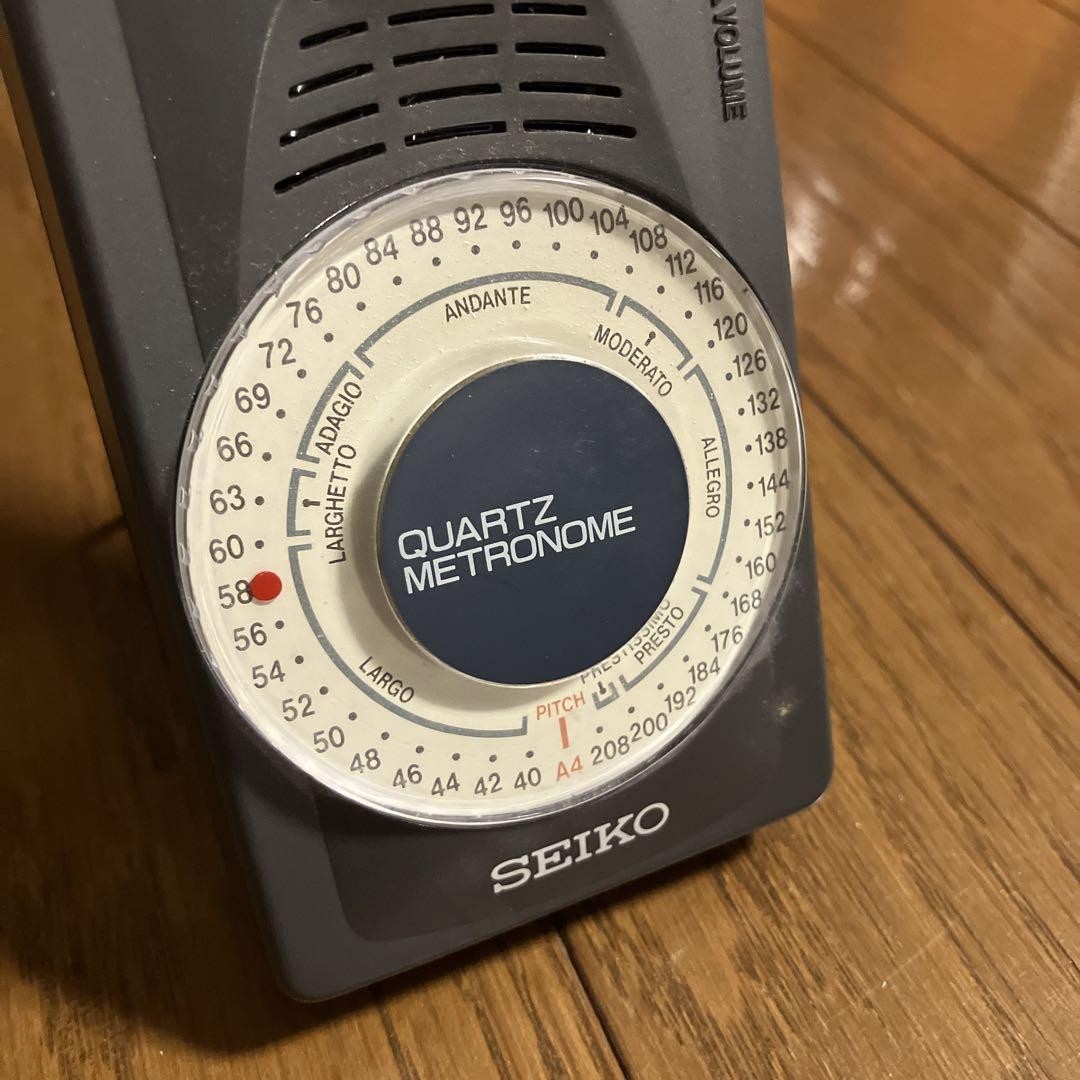 VOLUME
40
42
44
46
48
50
52
54
56
58
60
63
66
69
72
76
80
84
88
92
96
100
104
108
112
116
120
126
132
138
144
152
160
168
176
184
192
200
208
A4
PITCH
LARGO
LARGHETTO
ADAGIO
ANDANTE
MODERATO
ALLEGRO
PRESTO
PRESTISSIMO
QUARTZ
METRONOME
SEIKO